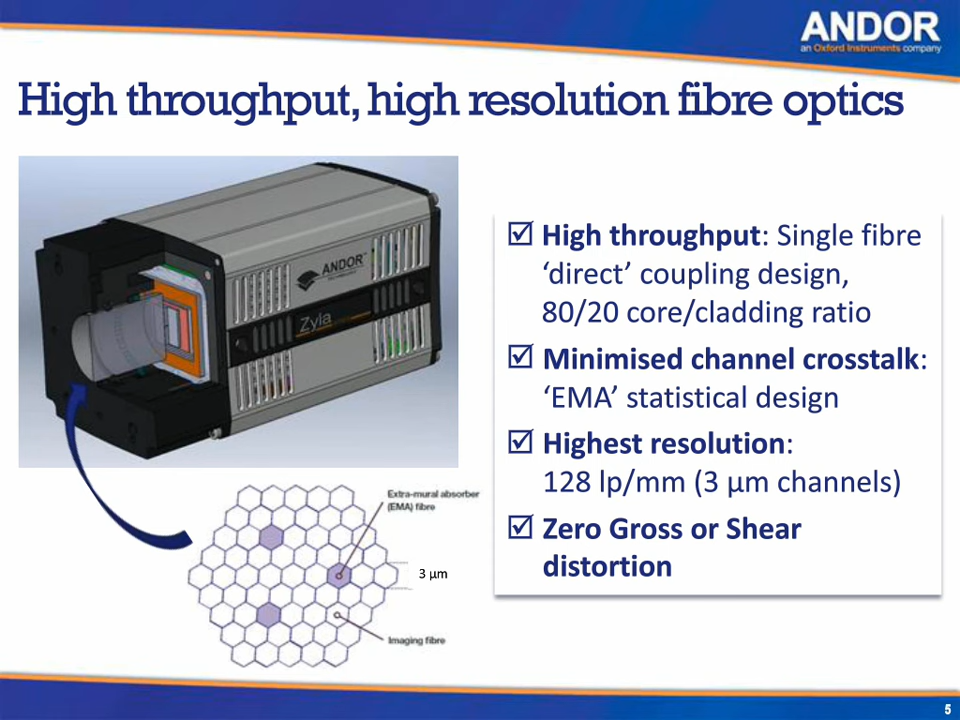 ANDOR
an Oxford Instruments company
High throughput, high resolution fibre optics
ANDOR™
Zyla
☑ High throughput: Single fibre
‘direct’ coupling design,
80/20 core/cladding ratio
☑ Minimised channel crosstalk:
‘EMA’ statistical design
☑ Highest resolution:
128 lp/mm (3 µm channels)
☑ Zero Gross or Shear
distortion
Extra-mural absorber
(EMA) fibre
3 µm
Imaging fibre
5